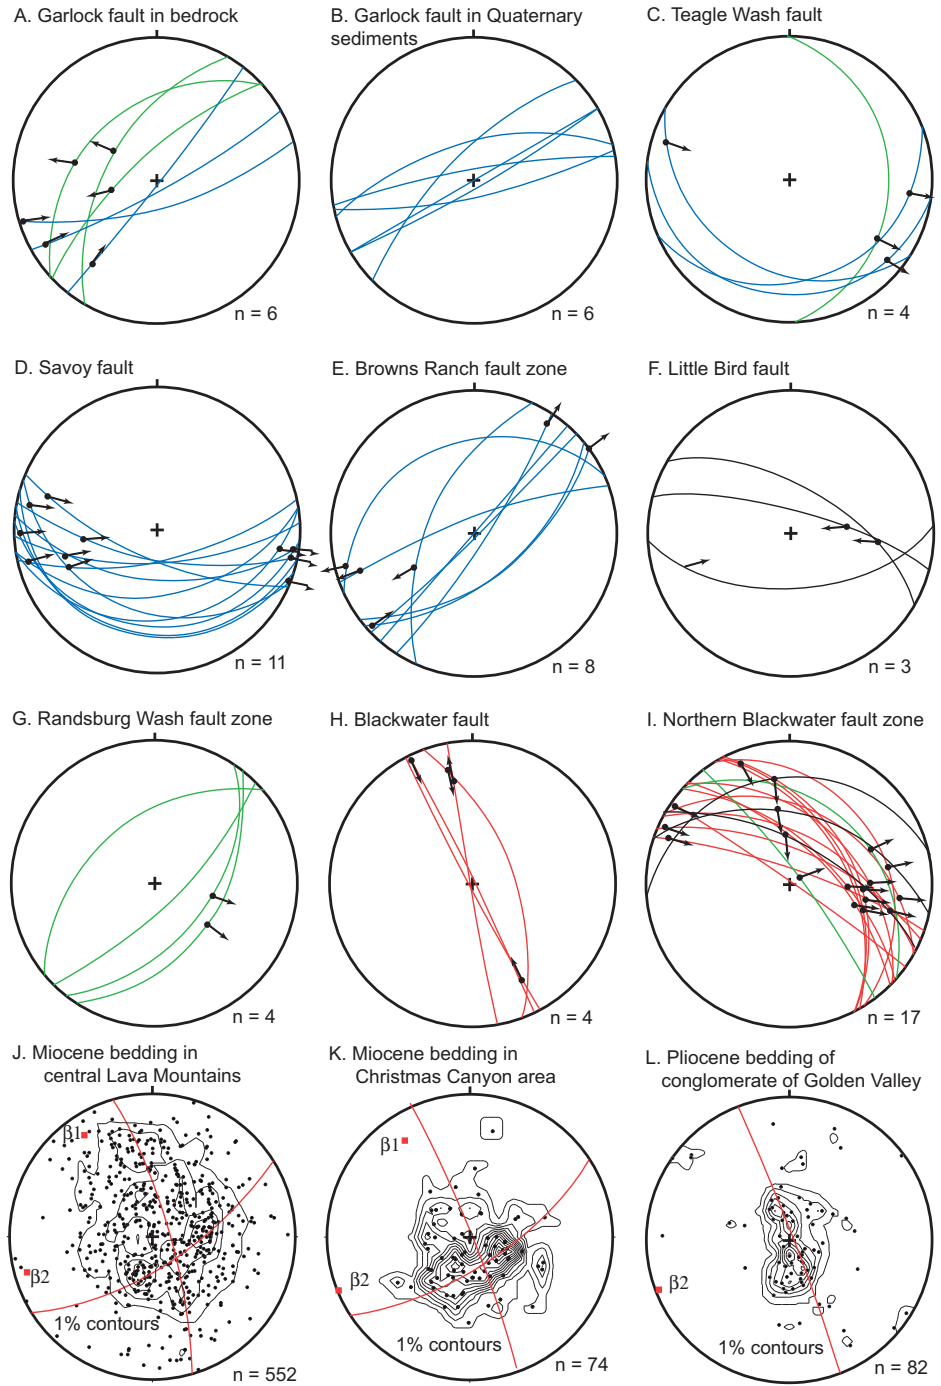 A. Garlock fault in bedrock
n = 6
B. Garlock fault in Quaternary
sediments
n = 6
C. Teagle Wash fault
n = 4
D. Savoy fault
n = 11
E. Browns Ranch fault zone
n = 8
F. Little Bird fault
n = 3
G. Randsburg Wash fault zone
n = 4
H. Blackwater fault
n = 4
I. Northern Blackwater fault zone
n = 17
J. Miocene bedding in
central Lava Mountains
β1
β2
1% contours
n = 552
K. Miocene bedding in
Christmas Canyon area
β1
β2
1% contours
n = 74
L. Pliocene bedding of
conglomerate of Golden Valley
β2
1% contours
n = 82